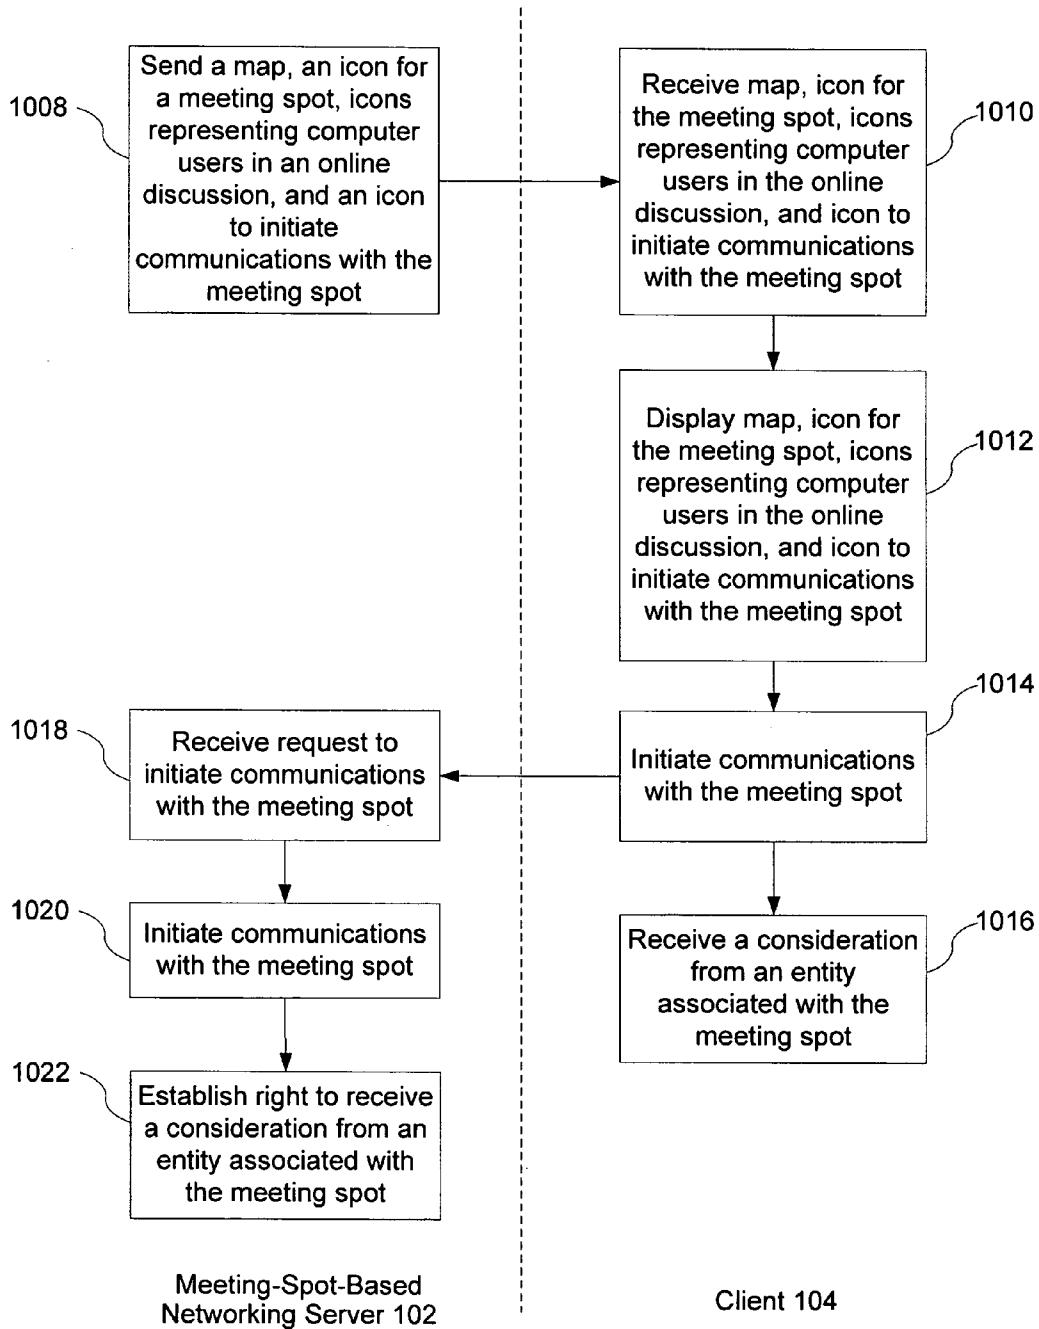 1008
Send a map, an icon for
a meeting spot, icons
representing computer
users in an online
discussion, and an icon
to initiate
communications with the
meeting spot
1010
Receive map, icon for
the meeting spot, icons
representing computer
users in the online
discussion, and icon to
initiate communications
with the meeting spot
1012
Display map, icon for
the meeting spot, icons
representing computer
users in the online
discussion, and icon to
initiate communications
with the meeting spot
1014
Initiate communications
with the meeting spot
1016
Receive a consideration
from an entity
associated with the
meeting spot
1018
Receive request to
initiate communications
with the meeting spot
1020
Initiate communications
with the meeting spot
1022
Establish right to receive
a consideration from an
entity associated with
the meeting spot
Meeting-Spot-Based
Networking Server 102
Client 104